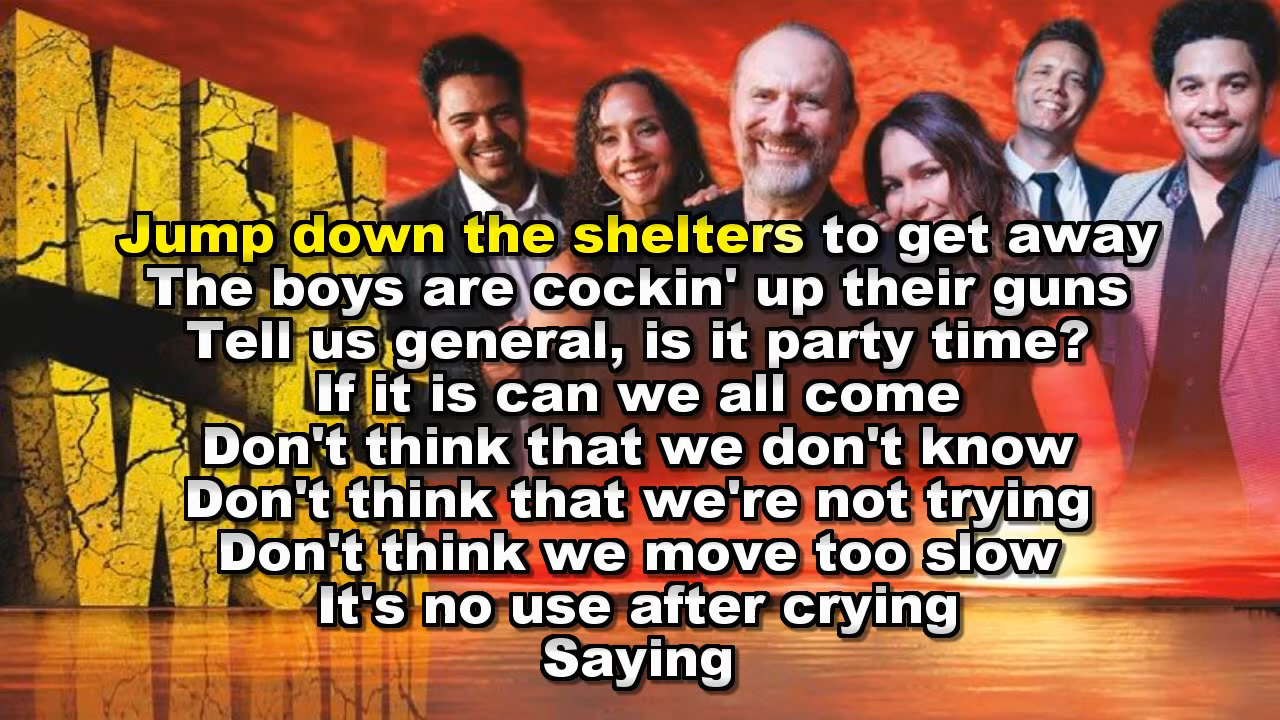 MEN
Jump down the shelters to get away
The boys are cockin' up their guns
Tell us general, is it party time?
If it is can we all come
Don't think that we don't know
Don't think that we're not trying
Don't think we move too slow
It's no use after crying
Saying